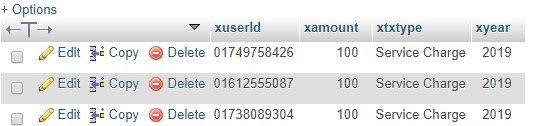 + Options
←T→ xuserId xamount xtxtype xyear
Edit Copy Delete 01749758426 100 Service Charge 2019
Edit Copy Delete 01612555087 100 Service Charge 2019
Edit Copy Delete 01738089304 100 Service Charge 2019